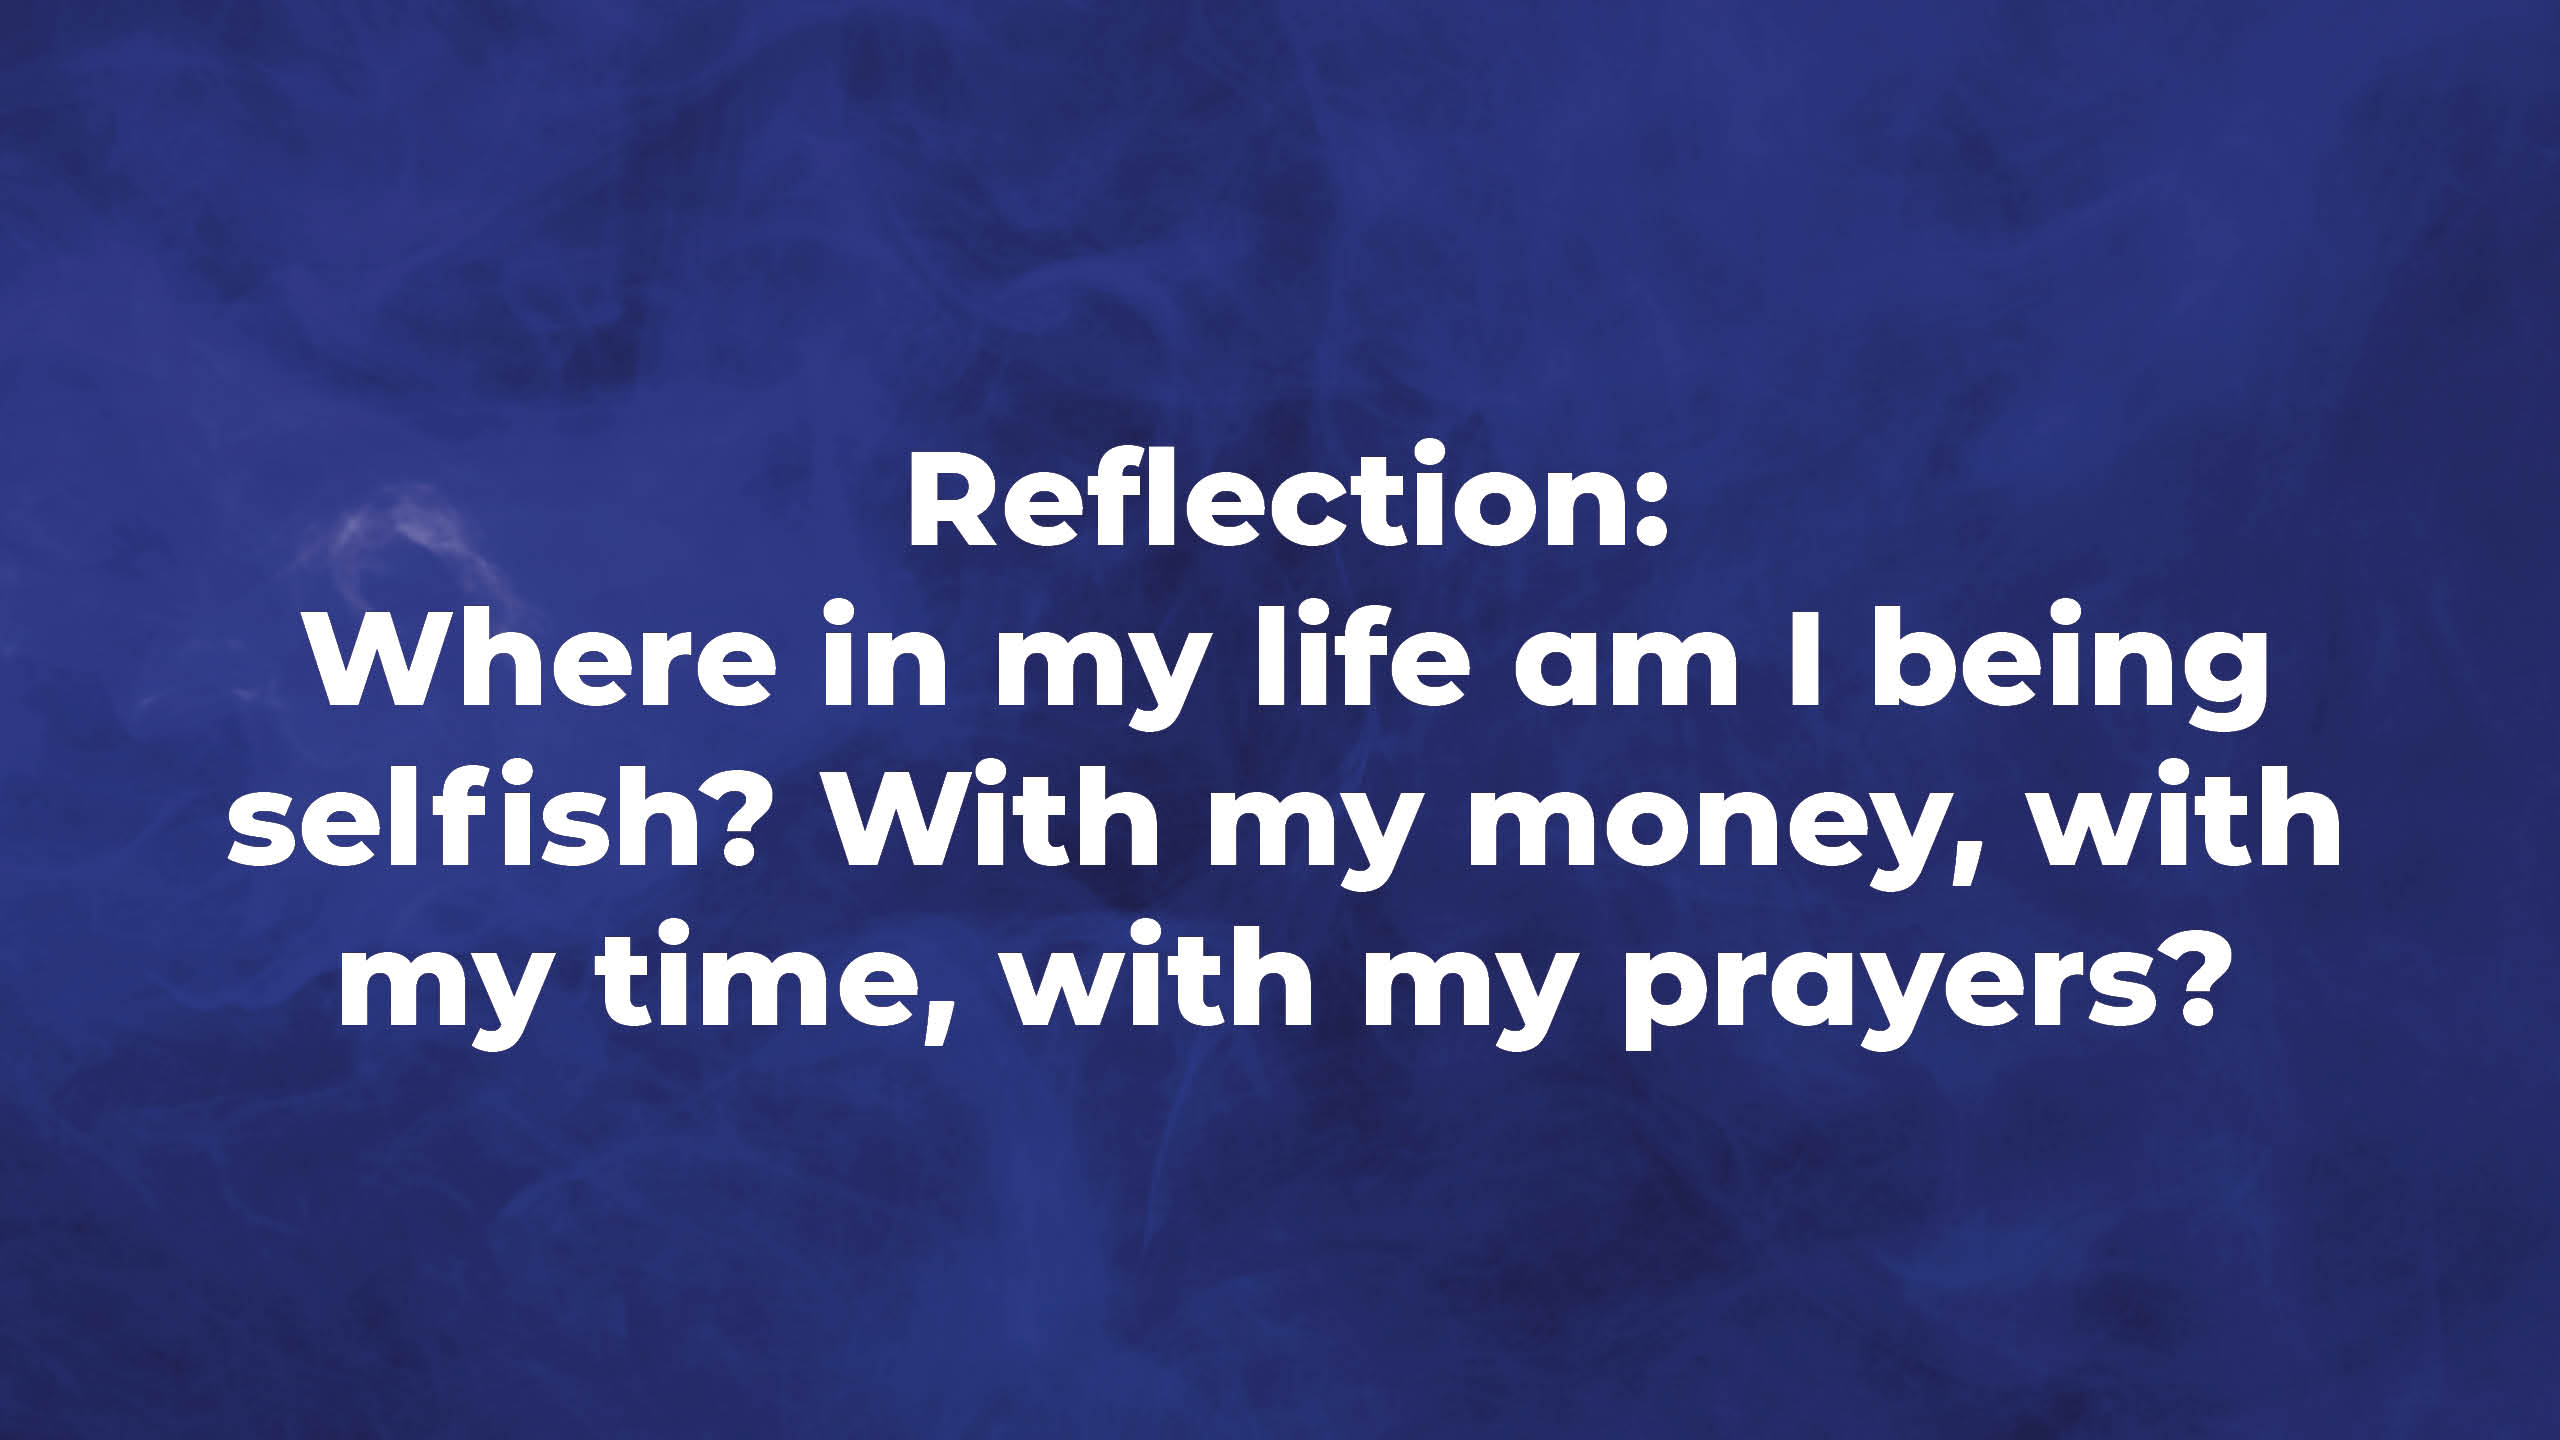 Reflection:
Where in my life am I being
selfish? With my money, with
my time, with my prayers?